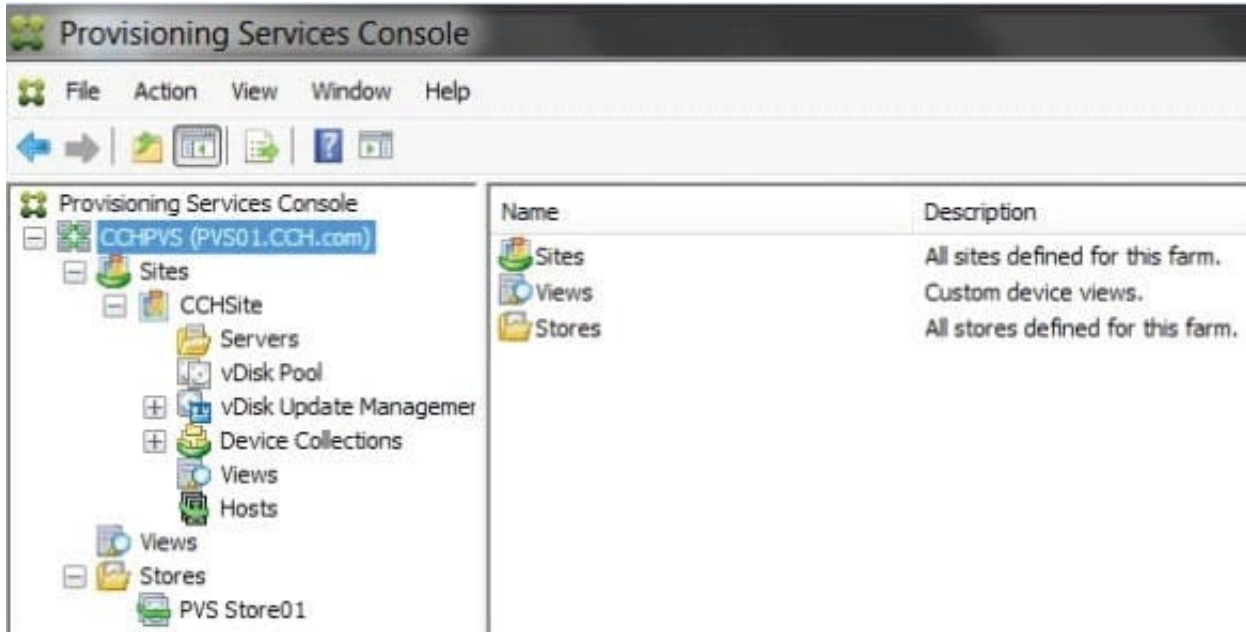 Provisioning Services Console
File Action View Window Help
Provisioning Services Console
CCHPVS (PVS01.CCH.com)
Sites
CCHSite
Servers
vDisk Pool
vDisk Update Managemer
Device Collections
Views
Hosts
Views
Stores
PVS Store01
Name Description
Sites All sites defined for this farm.
Views Custom device views.
Stores All stores defined for this farm.